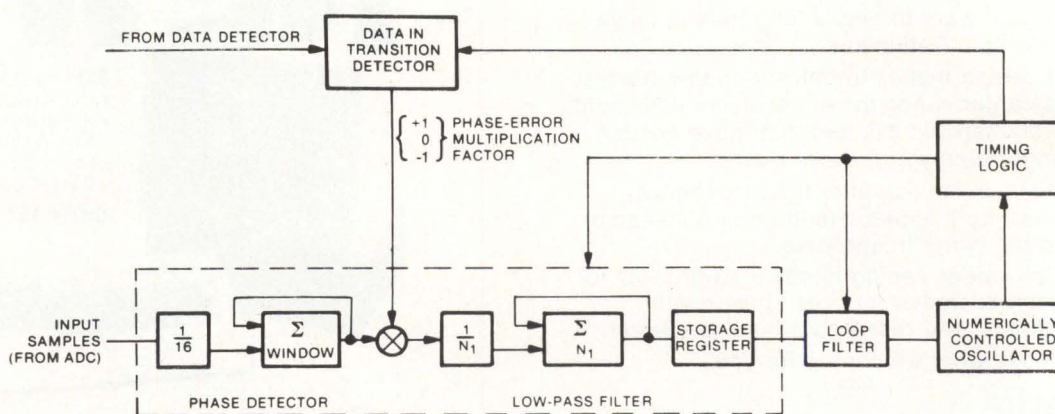 FROM DATA DETECTOR
DATA IN
TRANSITION
DETECTOR
+1
0
-1
PHASE-ERROR
MULTIPLICATION
FACTOR
TIMING
LOGIC
INPUT
SAMPLES
(FROM ADC)
1
16
Σ
WINDOW
1
N1
Σ
N1
STORAGE
REGISTER
LOOP
FILTER
NUMERICALLY
CONTROLLED
OSCILLATOR
PHASE DETECTOR
LOW-PASS FILTER